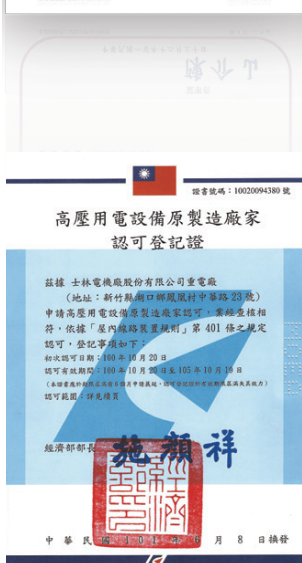 證書號碼：10020094380 號
高壓用電設備原製造廠家
認可登記證
茲據 士林電機廠股份有限公司重電廠
（地址：新竹縣湖口鄉鳳凰村中華路 23 號）
申請高壓用電設備原製造廠家認可，業經查核相
符，依據「屋內線路裝置規則」第 401 條之規定
認可，登記事項如下：
初次認可日期：100 年 10 月 20 日
認可有效期間：100 年 10 月 20 日至 105 年 10 月 19 日
認可範圍：詳見續頁
經濟部部長 施顏祥
中華民國 101 年 6 月 8 日換發